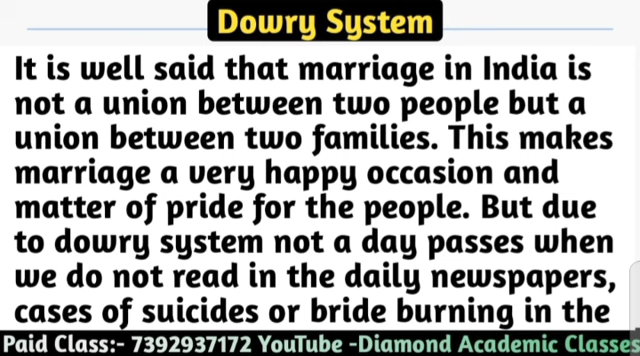 Dowry System
It is well said that marriage in India is
not a union between two people but a
union between two families. This makes
marriage a very happy occasion and
matter of pride for the people. But due
to dowry system not a day passes when
we do not read in the daily newspapers,
cases of suicides or bride burning in the
Paid Class:- 7392937172 YouTube -Diamond Academic Classes